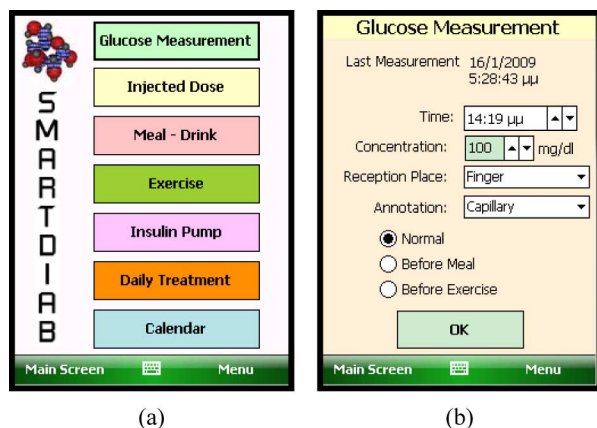 SMARTDIAB
Glucose Measurement
Injected Dose
Meal - Drink
Exercise
Insulin Pump
Daily Treatment
Calendar
Main Screen Menu
(a)
Glucose Measurement
Last Measurement 16/1/2009
5:28:43 μμ
Time: 14:19 μμ
Concentration: 100 mg/dl
Reception Place: Finger
Annotation: Capillary
Normal
Before Meal
Before Exercise
OK
Main Screen Menu
(b)